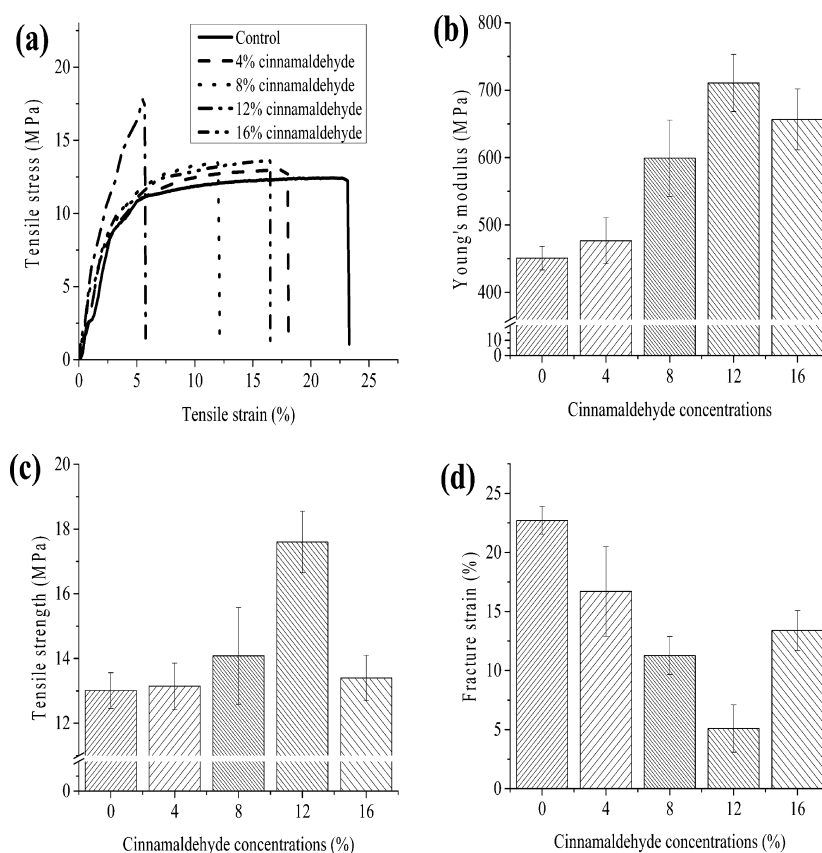 (a)
Control
4% cinnamaldehyde
8% cinnamaldehyde
12% cinnamaldehyde
16% cinnamaldehyde
Tensile stress (MPa)
20
15
10
5
0
0 5 10 15 20 25
Tensile strain (%)
(b)
Young's modulus (MPa)
800
700
600
500
400
10
0
0 4 8 12 16
Cinnamaldehyde concentrations
(c)
Tensile strength (MPa)
20
18
16
14
12
0
0 4 8 12 16
Cinnamaldehyde concentrations (%)
(d)
Fracture strain (%)
25
20
15
10
5
0
0 4 8 12 16
Cinnamaldehyde concentrations (%)